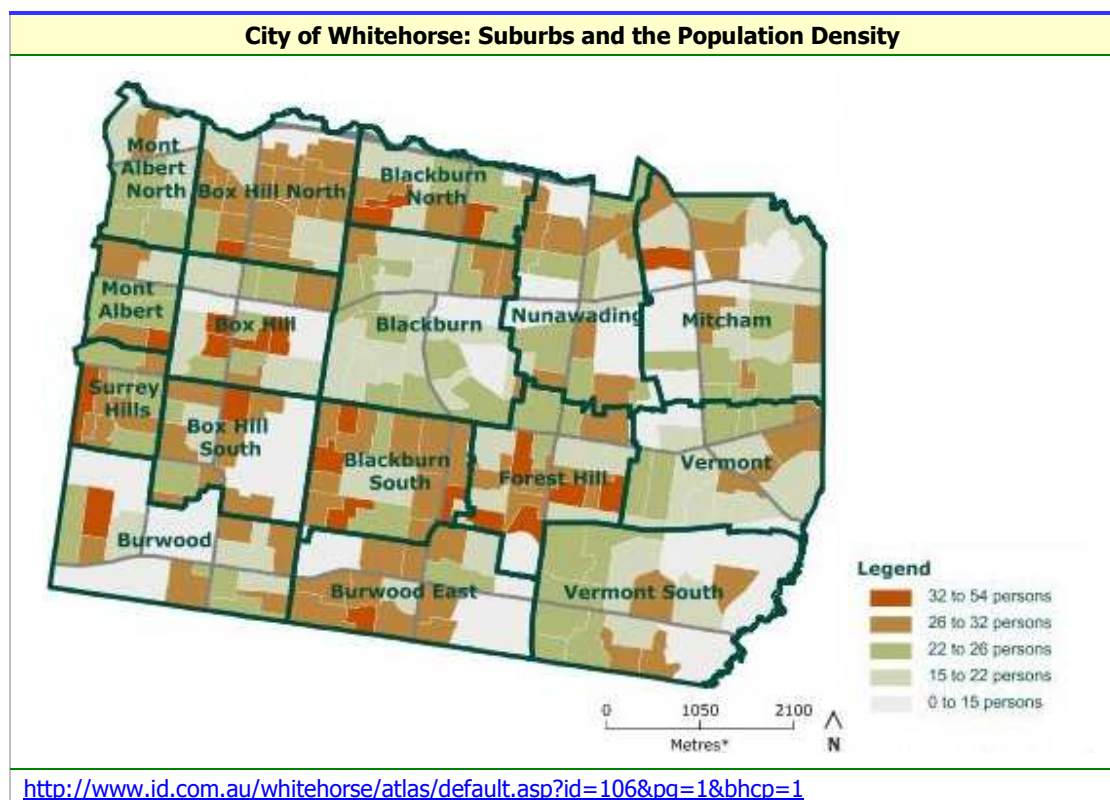 City of Whitehorse: Suburbs and the Population Density
Mont
Albert
North
Box Hill North
Blackburn
North
Mont
Albert
Box Hill
Blackburn
Nunawading
Mitcham
Surrey
Hills
Box Hill
South
Blackburn
South
Forest Hill
Vermont
Burwood
Burwood East
Vermont South
Legend
32 to 54 persons
26 to 32 persons
22 to 26 persons
15 to 22 persons
0 to 15 persons
0 1050 2100
Metres*
N
http://www.id.com.au/whitehorse/atlas/default.asp?id=106&pg=1&bhcp=1